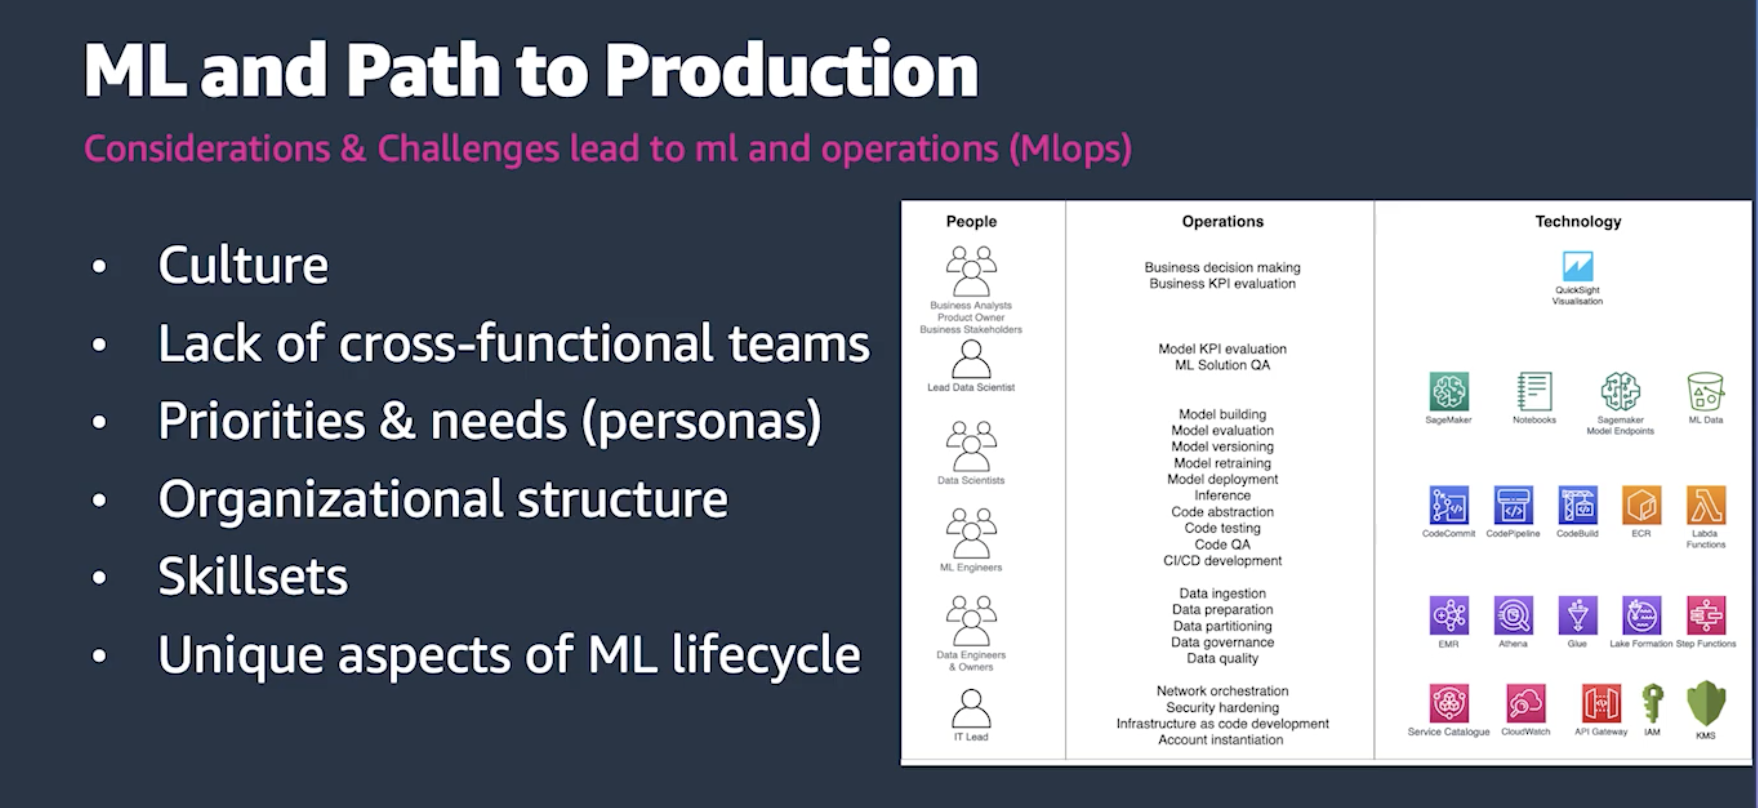 ML and Path to Production
Considerations & Challenges lead to ml and operations (Mlops)
• Culture
• Lack of cross-functional teams
• Priorities & needs (personas)
• Organizational structure
• Skillsets
• Unique aspects of ML lifecycle
People
Business Analysts
Product Owner
Business Stakeholders
Lead Data Scientist
Data Scientists
ML Engineers
Data Engineers
& Owners
IT Lead
Operations
Business decision making
Business KPI evaluation
Model KPI evaluation
ML Solution QA
Model building
Model evaluation
Model versioning
Model retraining
Model deployment
Inference
Code abstraction
Code testing
Code QA
CI/CD development
Data ingestion
Data preparation
Data partitioning
Data governance
Data quality
Network orchestration
Security hardening
Infrastructure as code development
Account instantiation
Technology
QuickSight
Visualisation
SageMaker Notebooks Sagemaker ML Data
Model Endpoints
CodeCommit CodePipeline CodeBuild ECR Labda
Functions
EMR Athena Glue Lake Formation Step Functions
Service Catalogue CloudWatch API Gateway IAM KMS